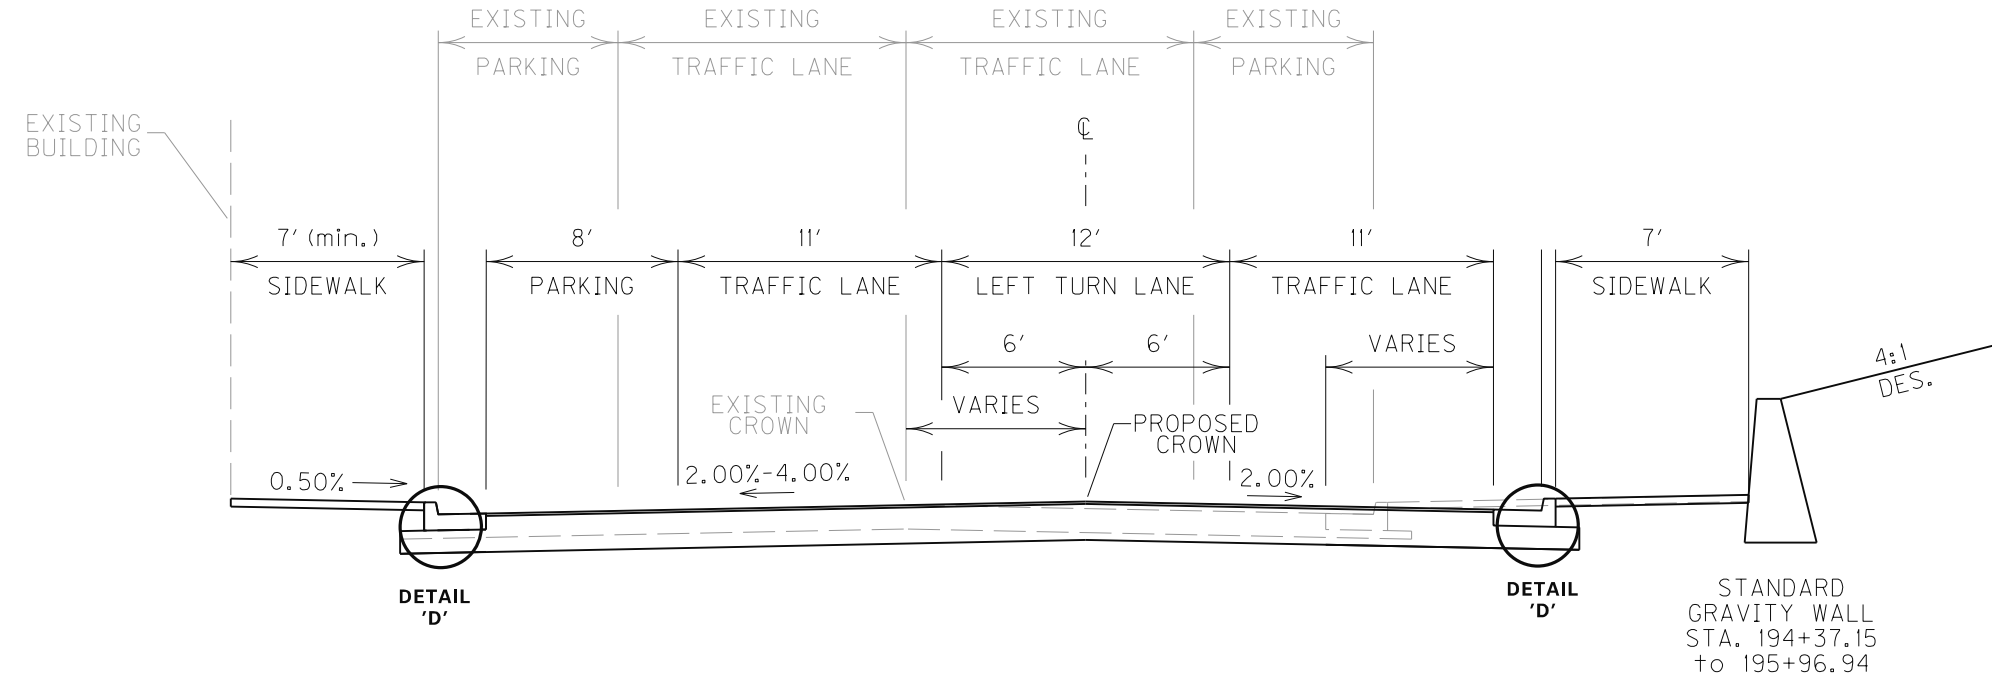 EXISTING
PARKING
EXISTING
TRAFFIC LANE
EXISTING
TRAFFIC LANE
EXISTING
PARKING
EXISTING
BUILDING
℄
7' (min.)
SIDEWALK
8'
PARKING
11'
TRAFFIC LANE
12'
LEFT TURN LANE
11'
TRAFFIC LANE
7'
SIDEWALK
6'
6'
VARIES
4:1
DES.
EXISTING
CROWN
VARIES
PROPOSED
CROWN
0.50%
2.00%-4.00%
2.00%
DETAIL
'D'
DETAIL
'D'
STANDARD
GRAVITY WALL
STA. 194+37.15
to 195+96.94